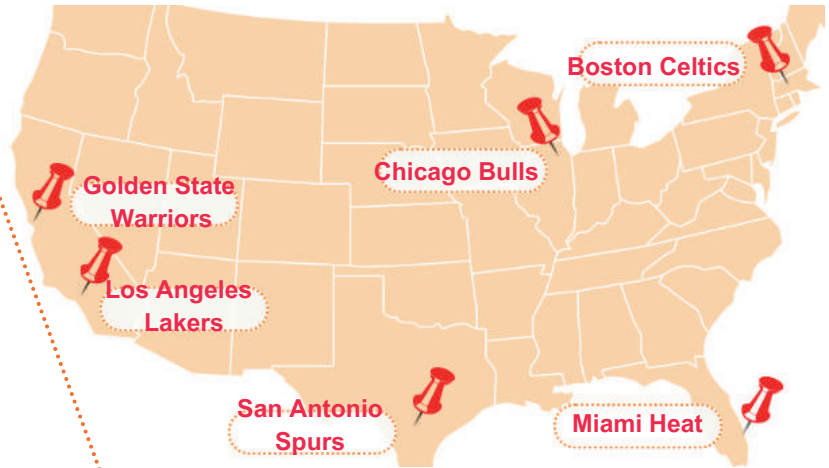 Boston Celtics
Chicago Bulls
Golden State
Warriors
Los Angeles
Lakers
San Antonio
Spurs
Miami Heat